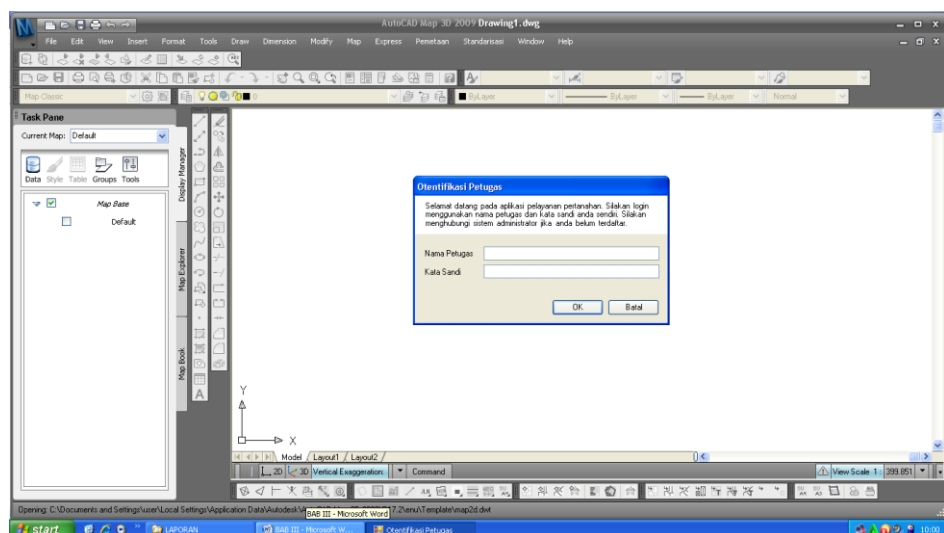 AutoCAD Map 3D 2009 Drawing1.dwg
File Edit View Insert Format Tools Draw Dimension Modify Map Express Pemetaan Standarisasi Window Help
Map Classic 0 ByLayer ByLayer ByLayer Normal
Task Pane
Current Map: Default
Data Style Table Groups Tools
Map Base
Default
Display Manager
Map Explorer
Map Book
Otentifikasi Petugas
Selamat datang pada aplikasi pelayanan pertanahan. Silakan login
menggunakan nama petugas dan kata sandi anda sendiri. Silakan
menghubungi sistem administrator jika anda belum terdaftar.
Nama Petugas
Kata Sandi
OK Batal
Y
X
Model Layout1 Layout2
2D 3D Vertical Exaggeration: Command View Scale 1: 399.851
Opening: C:\Documents and Settings\user\Local Settings\Application Data\Autodesk\
17.2\enu\Template\map2d.dwt
BAB III - Microsoft Word
start LAPORAN BAB III - Microsoft W... Otentifikasi Petugas 10:00